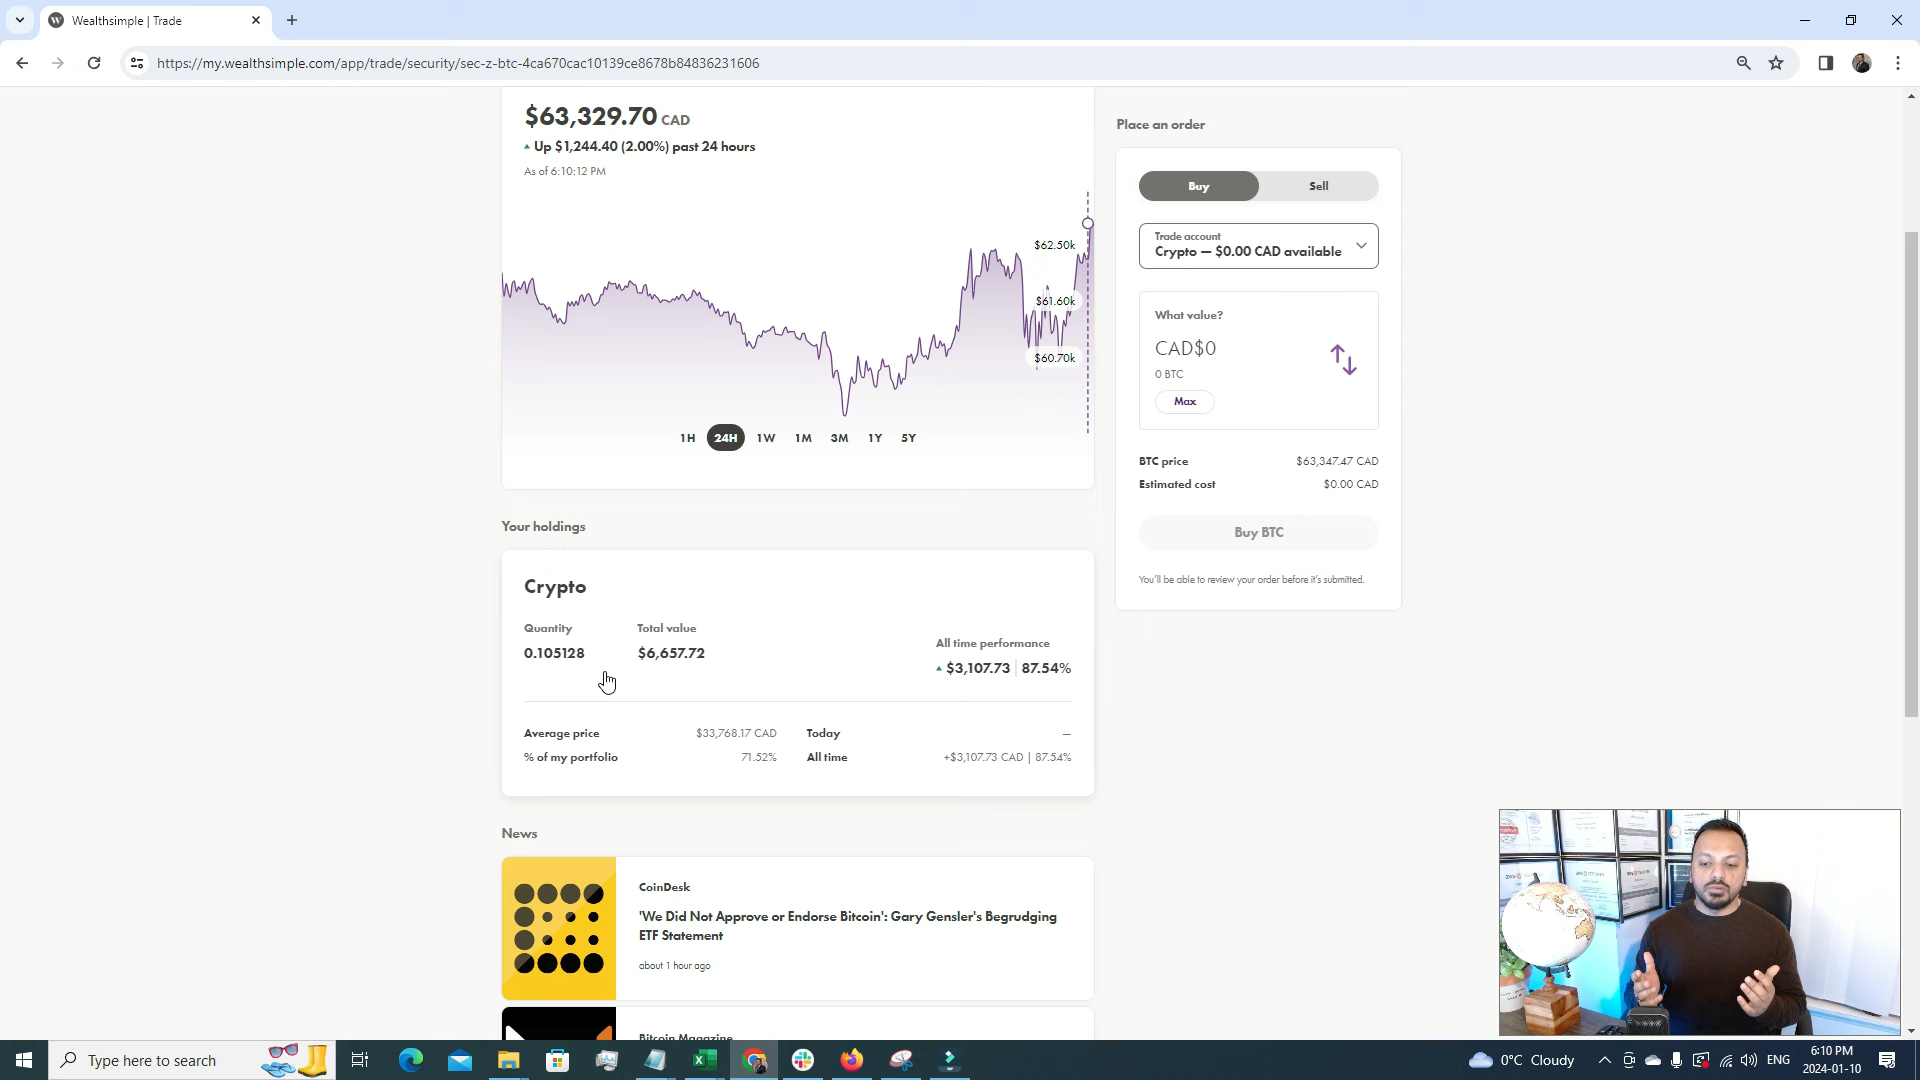 Wealthsimple | Trade
https://my.wealthsimple.com/app/trade/security/sec-z-btc-4ca670cac10139ce8678b84836231606
$63,329.70 CAD
Up $1,244.40 (2.00%) past 24 hours
As of 6:10:12 PM
$62.50k
$61.60k
$60.70k
1H 24H 1W 1M 3M 1Y 5Y
Your holdings
Crypto
Quantity Total value
0.105128 $6,657.72
All time performance
$3,107.73 87.54%
Average price $33,768.17 CAD Today –
% of my portfolio 71.52% All time +$3,107.73 CAD | 87.54%
News
CoinDesk
'We Did Not Approve or Endorse Bitcoin': Gary Gensler's Begrudging
ETF Statement
about 1 hour ago
Bitcoin Magazine
Place an order
Buy Sell
Trade account
Crypto — $0.00 CAD available
What value?
CAD$0
0 BTC
Max
BTC price $63,347.47 CAD
Estimated cost $0.00 CAD
Buy BTC
You'll be able to review your order before it's submitted.
Type here to search
0°C Cloudy
ENG
6:10 PM
2024-01-10